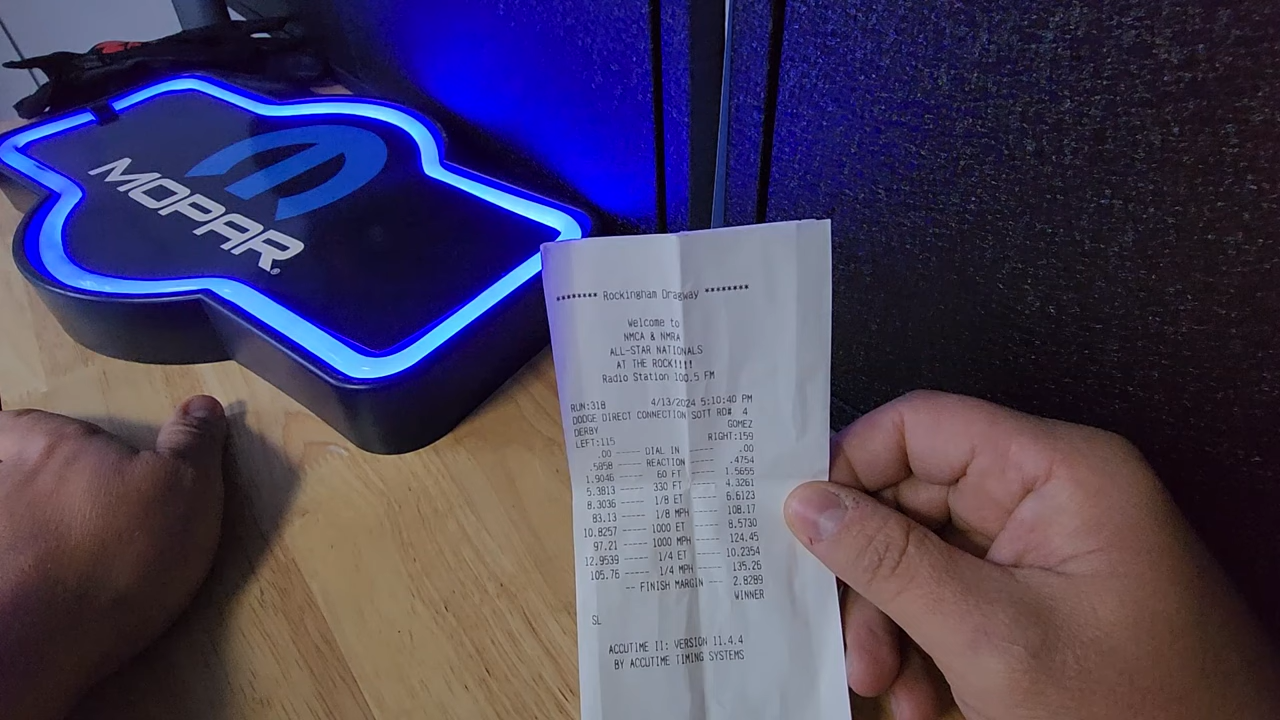 MOPAR®
******** Rockingham Dragway ********
Welcome to
NMCA & NMRA
ALL-STAR NATIONALS
AT THE ROCK!!!!
Radio Station 100.5 FM
RUN:318 4/13/2024 5:10:40 PM
DODGE DIRECT CONNECTION SOTT RD# 4
DERBY GOMEZ
LEFT:115 RIGHT:159
.00 ----- DIAL IN ----- .00
.5858 ----- REACTION ----- .4754
1.9046 ----- 60 FT ----- 1.5655
5.3813 ----- 330 FT ----- 4.3261
8.3036 ----- 1/8 ET ----- 6.6123
83.13 ----- 1/8 MPH ----- 108.17
10.8257 ----- 1000 ET ----- 8.5730
97.21 ----- 1000 MPH ----- 124.45
12.9539 ----- 1/4 ET ----- 10.2354
105.76 ----- 1/4 MPH ----- 135.26
-- FINISH MARGIN --- 2.8289
WINNER
SL
ACCUTIME II: VERSION 11.4.4
BY ACCUTIME TIMING SYSTEMS